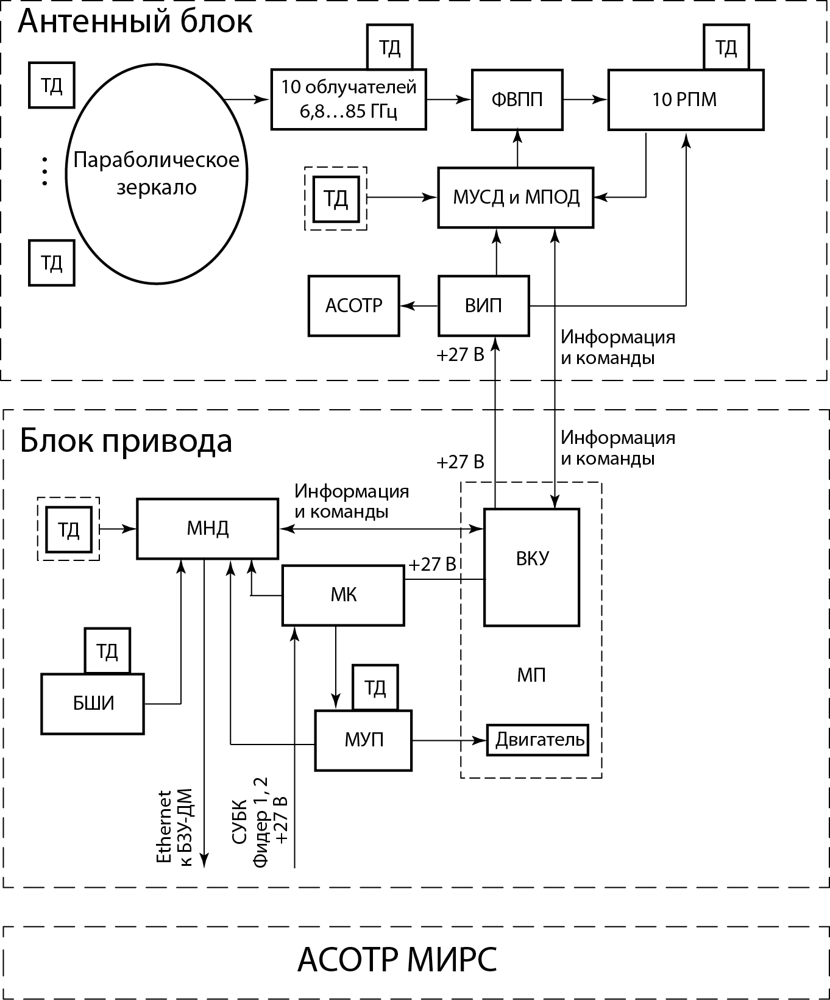 Антенный блок
ТД
ТД
ТД
10 облучателей
6,8…85 ГГц
ФВПП
10 РПМ
Параболическое
зеркало
ТД
МУСД и МПОД
ТД
АСОТР
ВИП
Информация
и команды
+27 В
Блок привода
Информация
и команды
+27 В
Информация
и команды
ТД
МНД
ВКУ
+27 В
МК
ТД
БШИ
ТД
МП
МУП
Двигатель
Ethernet
к БЗУ-ДМ
СУБК
Фидер 1, 2
+27 В
АСОТР МИРС